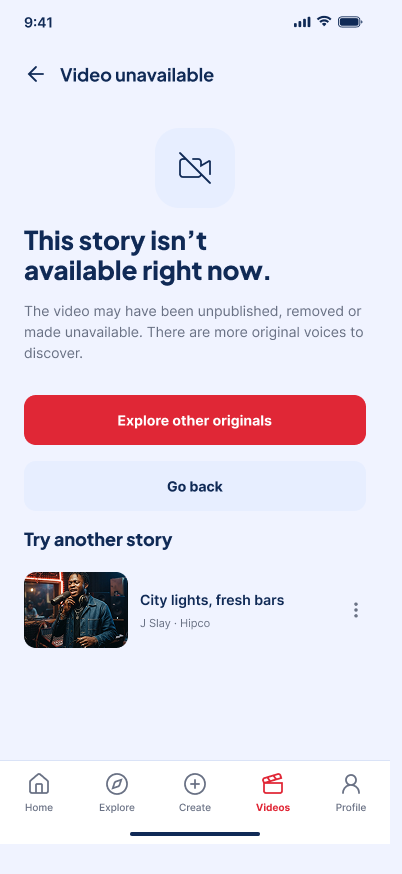 9:41
Video unavailable
This story isn’t
available right now.
The video may have been unpublished, removed or
made unavailable. There are more original voices to
discover.
Explore other originals
Go back
Try another story
City lights, fresh bars
J Slay · Hipco
Home
Explore
Create
Videos
Profile